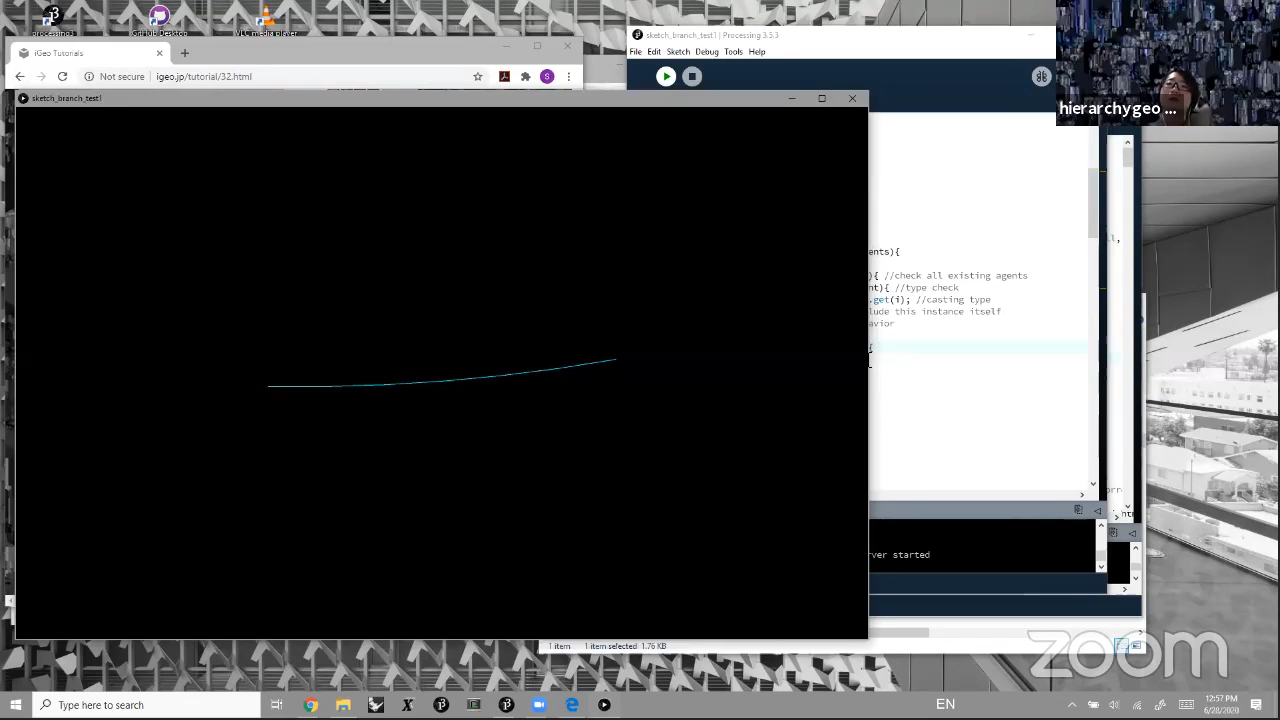 processing3
GitHub Desktop
VLC media player
iGeo Tutorials
sketch_branch_test1 | Processing 3.5.3
File Edit Sketch Debug Tools Help
Not secure igeo.jp/tutorial/32.html
S
sketch_branch_test1
hierarchygeo ...
ll,
ents){
){ //check all existing agents
nt){ //type check
.get(i); //casting type
lude this instance itself
avior
{
orr
htt
rver started
1 item 1 item selected 1.76 KB
zoom
Type here to search
EN
12:57 PM
6/28/2020